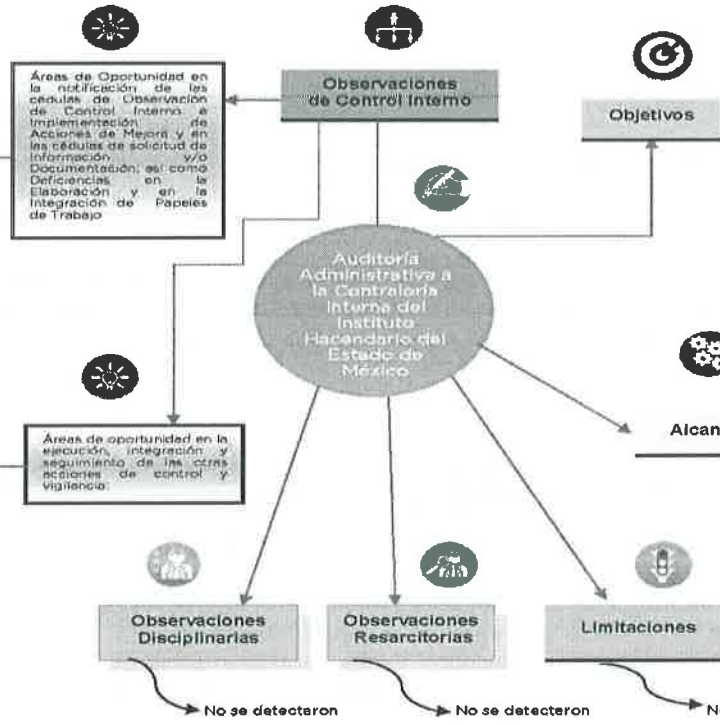 Áreas de Oportunidad en
la notificación de las
cédulas de Observación
de Control Interno e
Implementación de
Acciones de Mejora y en
las cédulas de solicitud de
Información y/o
Documentación; así como
Deficiencias en la
Elaboración y en la
Integración de Papeles
de Trabajo
Observaciones
de Control Interno
Objetivos
Auditoría
Administrativa a
la Contraloría
Interna del
Instituto
Hacendario del
Estado de
México
Alcan
Áreas de oportunidad en la
ejecución, integración y
seguimiento de las otras
acciones de control y
vigilancia.
Observaciones
Disciplinarias
Observaciones
Resarcitorias
Limitaciones
No se detectaron
No se detectaron
N